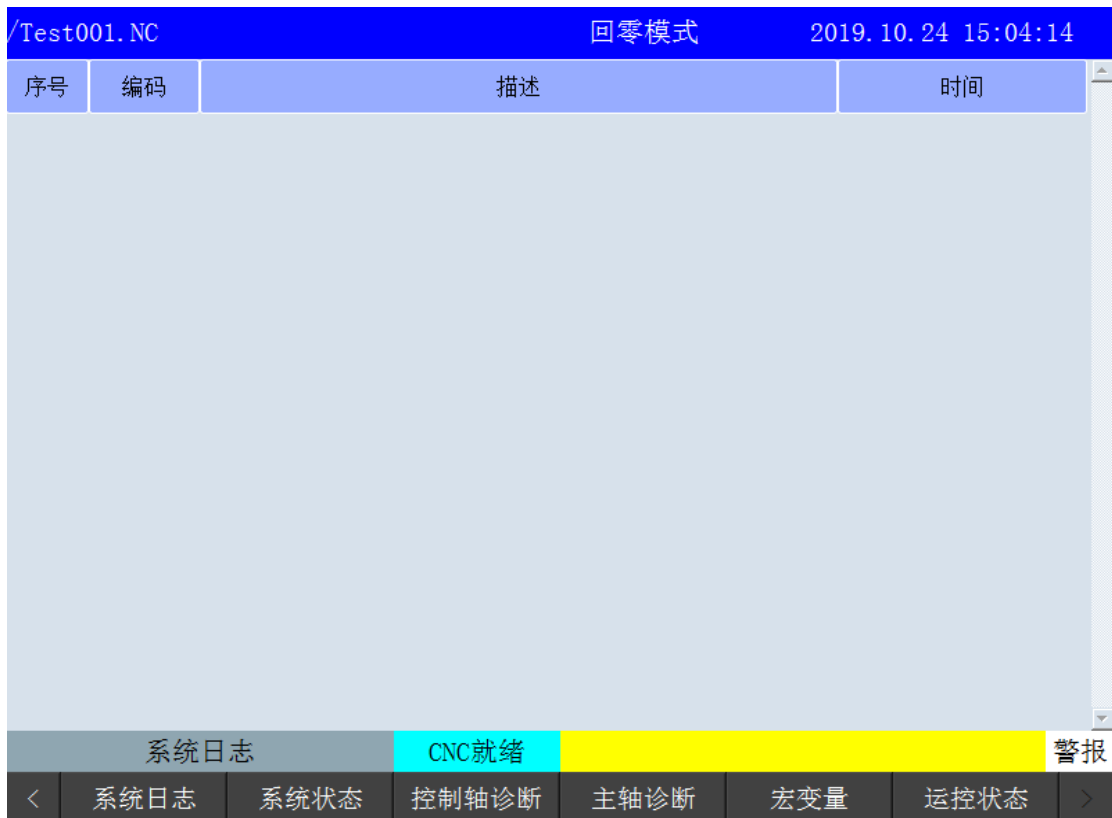 /Test001.NC 回零模式 2019.10.24 15:04:14
序号 编码 描述 时间
系统日志 CNC就绪 警报
< 系统日志 系统状态 控制轴诊断 主轴诊断 宏变量 运控状态 >